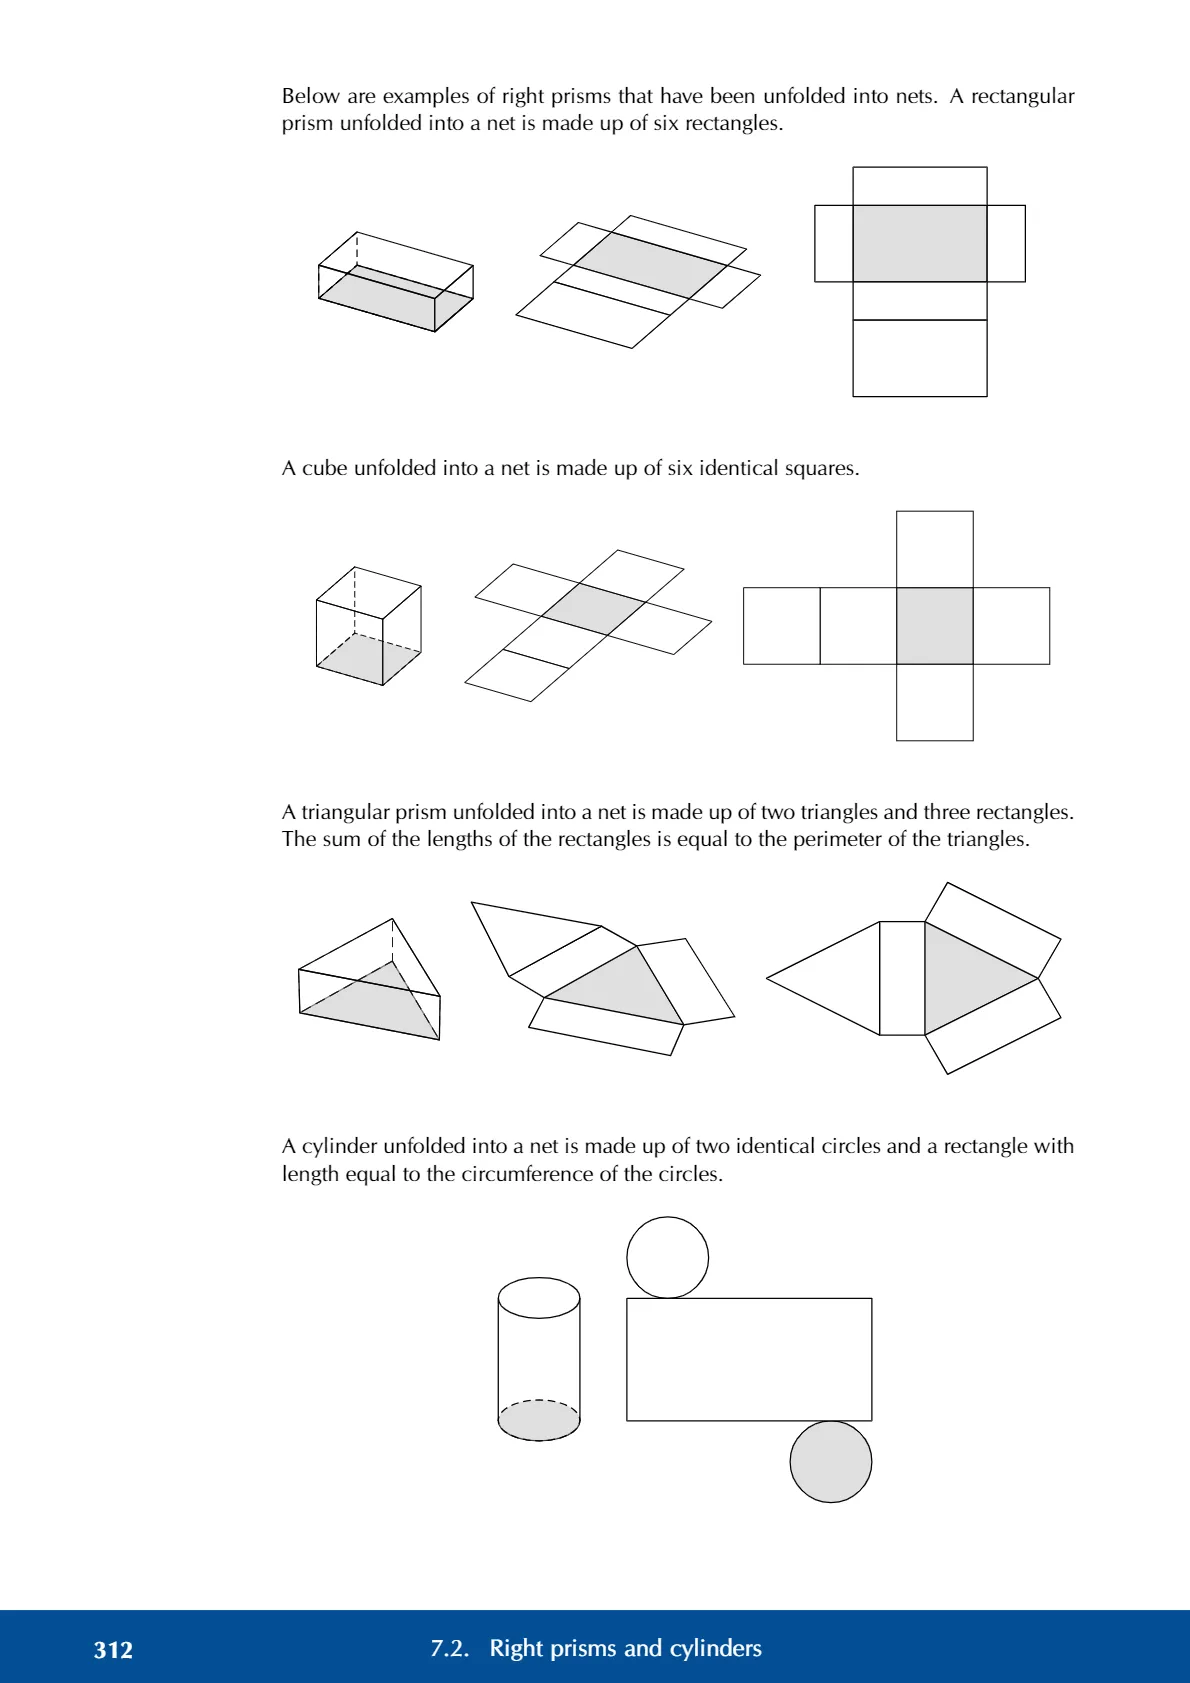 Below are examples of right prisms that have been unfolded into nets. A rectangular
prism unfolded into a net is made up of six rectangles.
A cube unfolded into a net is made up of six identical squares.
A triangular prism unfolded into a net is made up of two triangles and three rectangles.
The sum of the lengths of the rectangles is equal to the perimeter of the triangles.
A cylinder unfolded into a net is made up of two identical circles and a rectangle with
length equal to the circumference of the circles.
312 7.2. Right prisms and cylinders